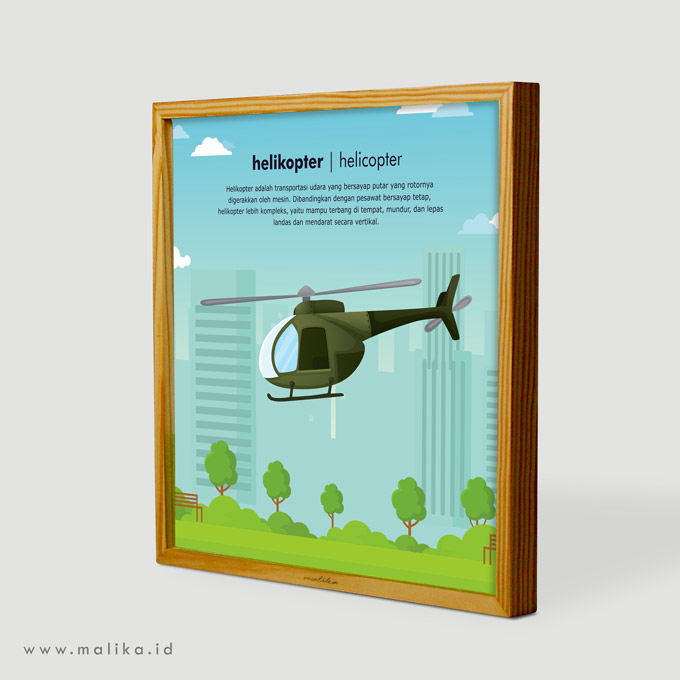 helikopter | helicopter
Helikopter adalah transportasi udara yang bersayap putar yang rotornya
digerakkan oleh mesin. Dibandingkan dengan pesawat bersayap tetap,
helikopter lebih kompleks, yaitu mampu terbang di tempat, mundur, dan lepas
landas dan mendarat secara vertikal.
malika
www.malika.id